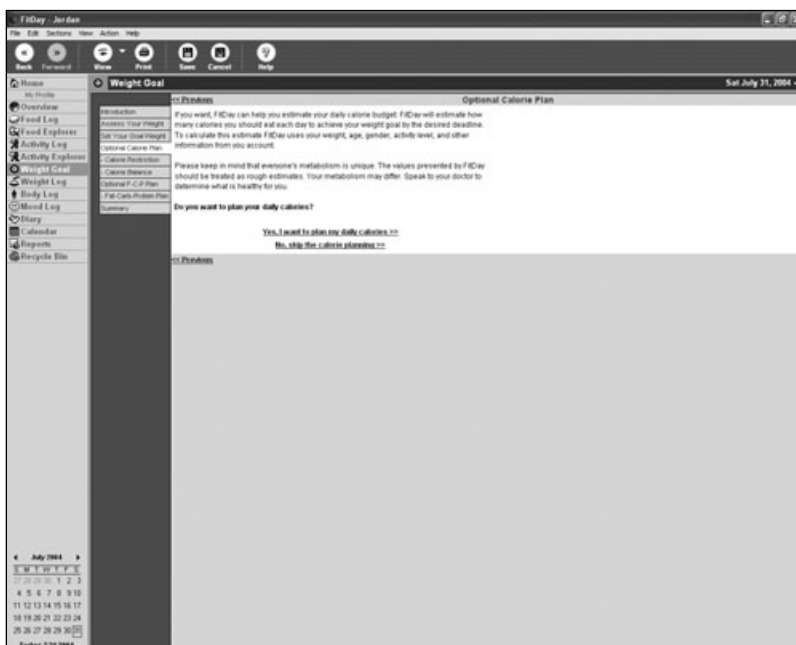 FitDay - Jordan
File Edit Sections View Action Help
Back Forward View Print Save Cancel Help
Home
My Profile
Overview
Food Log
Food Explorer
Activity Log
Activity Explorer
Weight Goal
Weight Log
Body Log
Mood Log
Diary
Calendar
Reports
Recycle Bin
Weight Goal
Sat July 31, 2004
Introduction
Assess Your Weight
Set Your Goal Weight
Optional Calorie Plan
- Calorie Restriction
- Calorie Balance
Optional F-C-P Plan
- Fat-Carb-Protein Plan
Summary
<< Previous
Optional Calorie Plan
If you want, FitDay can help you estimate your daily calorie budget. FitDay will estimate how
many calories you should eat each day to achieve your weight goal by the desired deadline.
To calculate this estimate FitDay uses your weight, age, gender, activity level, and other
information from you account.
Please keep in mind that everyone's metabolism is unique. The values presented by FitDay
should be treated as rough estimates. Your metabolism may differ. Speak to your doctor to
determine what is healthy for you.
Do you want to plan your daily calories?
Yes, I want to plan my daily calories >>
No, skip the calorie planning >>
<< Previous
July 2004
S M T W T F S
27 28 29 30 1 2 3
4 5 6 7 8 9 10
11 12 13 14 15 16 17
18 19 20 21 22 23 24
25 26 27 28 29 30 31